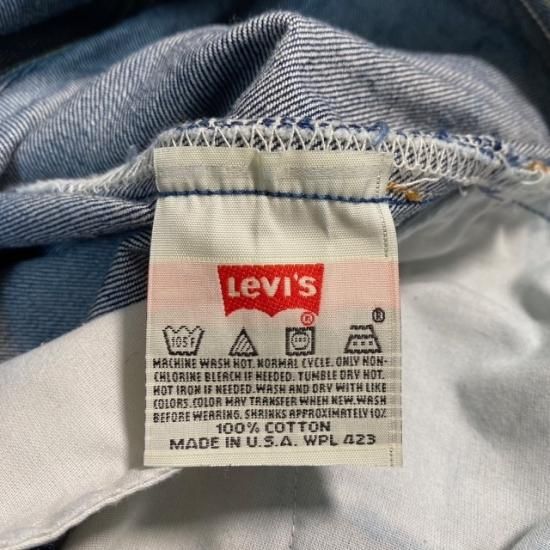 Levi's
®
105F
®
MACHINE WASH HOT. NORMAL CYCLE. ONLY NON-
CHLORINE BLEACH IF NEEDED. TUMBLE DRY HOT.
HOT IRON IF NEEDED. WASH AND DRY WITH LIKE
COLORS. COLOR MAY TRANSFER WHEN NEW. WASH
BEFORE WEARING. SHRINKS APPROXIMATELY 10%
100% COTTON
MADE IN U.S.A. WPL 423